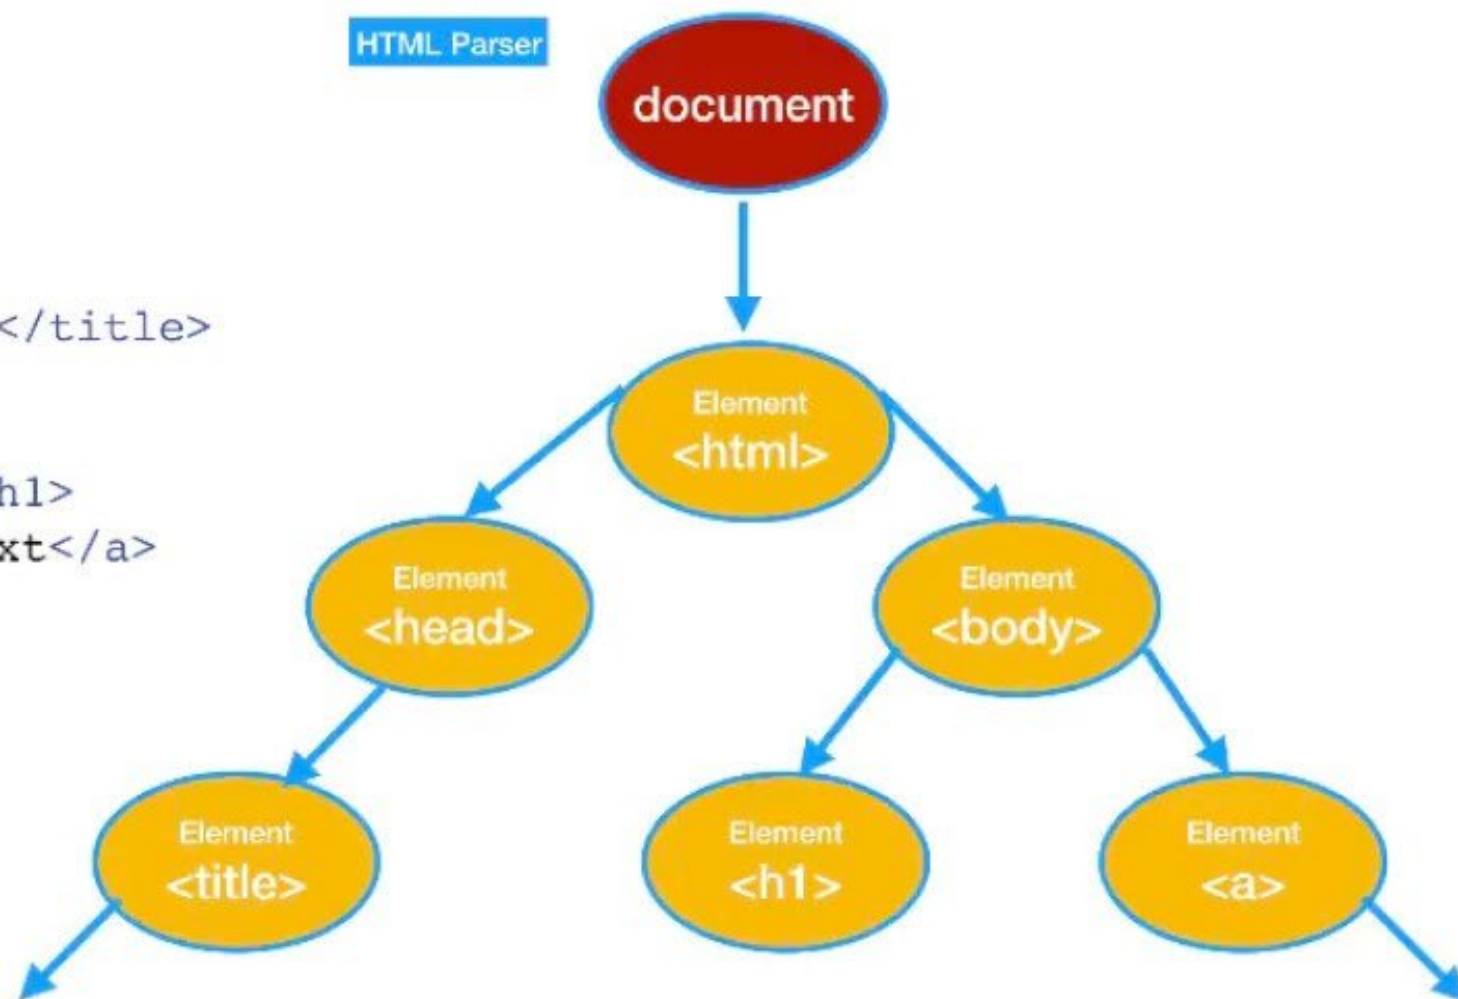 HTML Parser
document
</title>
h1>
xt</a>
Element
<html>
Element
<head>
Element
<body>
Element
<title>
Element
<h1>
Element
<a>